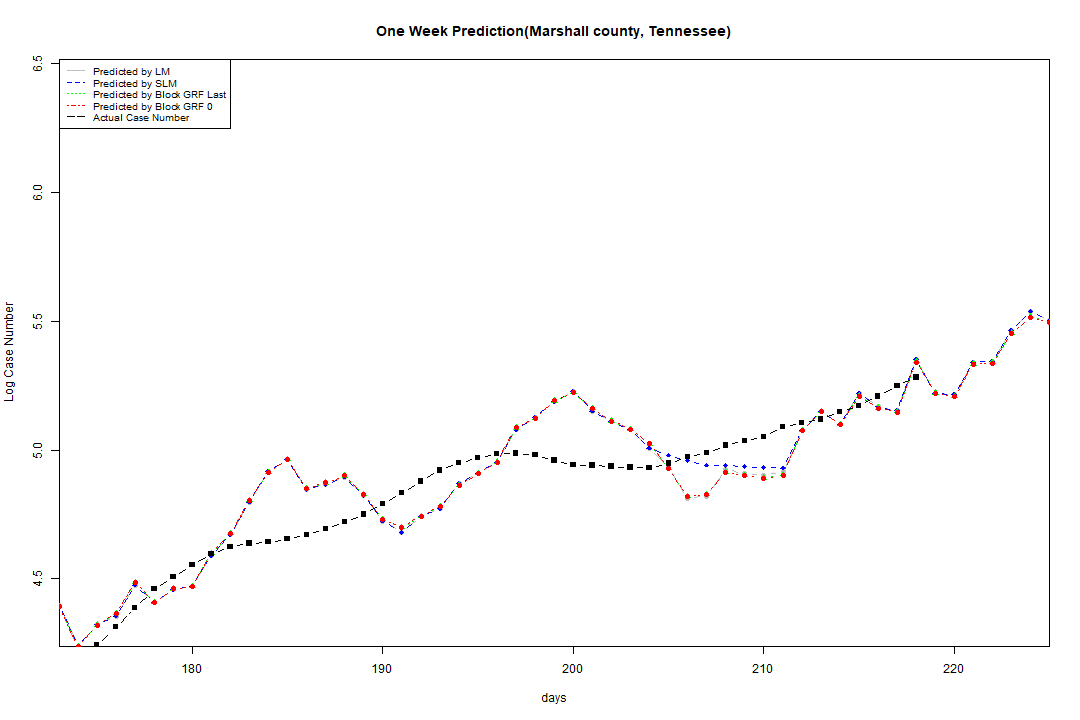 One Week Prediction(Marshall county, Tennessee)
6.5
6.0
5.5
5.0
4.5
Log Case Number
Predicted by LM
Predicted by SLM
Predicted by Block GRF Last
Predicted by Block GRF 0
Actual Case Number
180 190 200 210 220
days